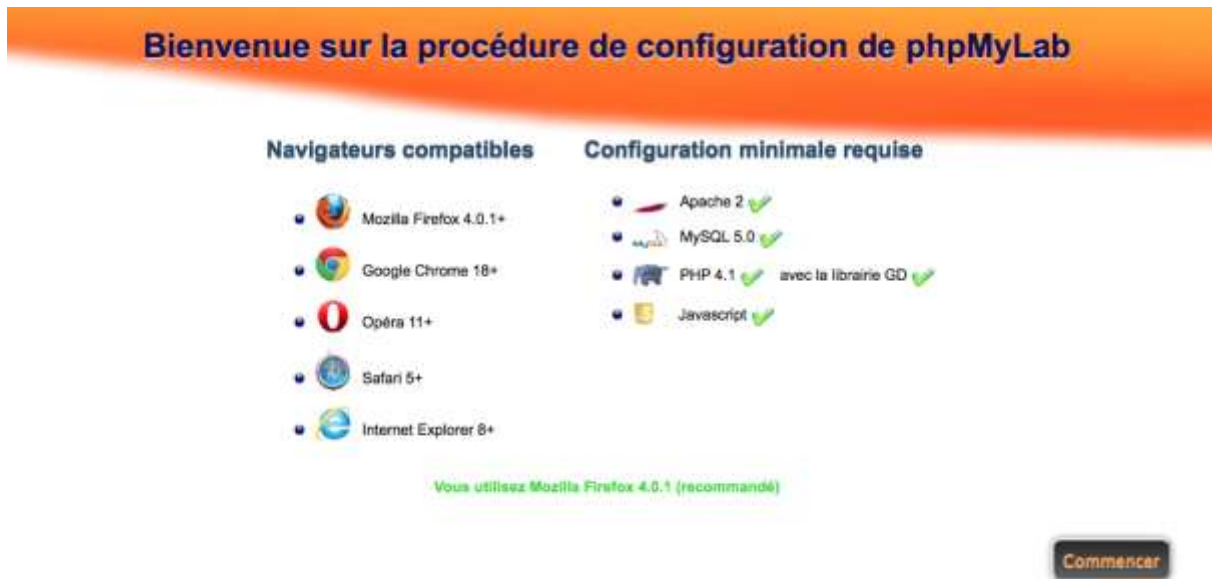 Bienvenue sur la procédure de configuration de phpMyLab
Navigateurs compatibles
Mozilla Firefox 4.0.1+
Google Chrome 18+
Opéra 11+
Safari 5+
Internet Explorer 8+
Configuration minimale requise
Apache 2
MySQL 5.0
PHP 4.1 avec la librairie GD
Javascript
Vous utilisez Mozilla Firefox 4.0.1 (recommandé)
Commencer